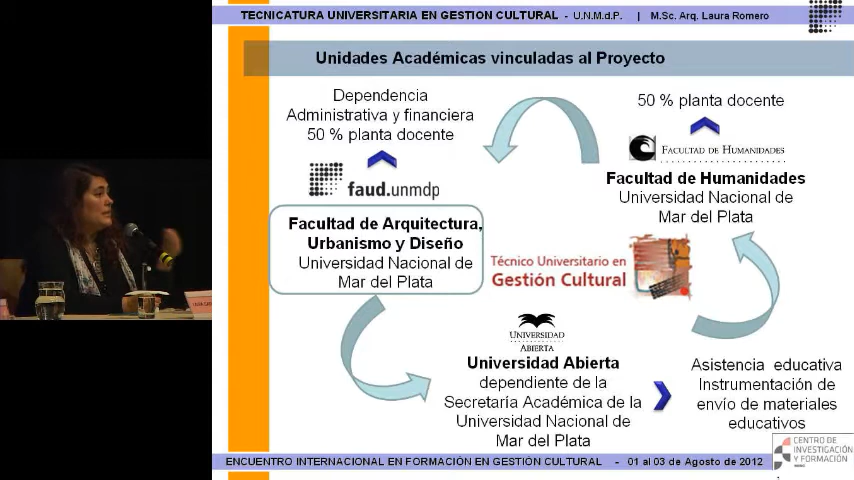 TECNICATURA UNIVERSITARIA EN GESTION CULTURAL - U.N.M.d.P. | M.Sc. Arq. Laura Romero
Unidades Académicas vinculadas al Proyecto
Dependencia
Administrativa y financiera
50 % planta docente
faud.unmdp
Facultad de Arquitectura,
Urbanismo y Diseño
Universidad Nacional de
Mar del Plata
50 % planta docente
FACULTAD DE HUMANIDADES
Facultad de Humanidades
Universidad Nacional de
Mar del Plata
Técnico Universitario en
Gestión Cultural
UNIVERSIDAD
ABIERTA
Universidad Abierta
dependiente de la
Secretaría Académica de la
Universidad Nacional de
Mar del Plata
Asistencia educativa
Instrumentación de
envío de materiales
educativos
CENTRO DE
INVESTIGACIÓN
Y FORMACIÓN
ENCUENTRO INTERNACIONAL EN FORMACIÓN EN GESTIÓN CULTURAL - 01 al 03 de Agosto de 2012